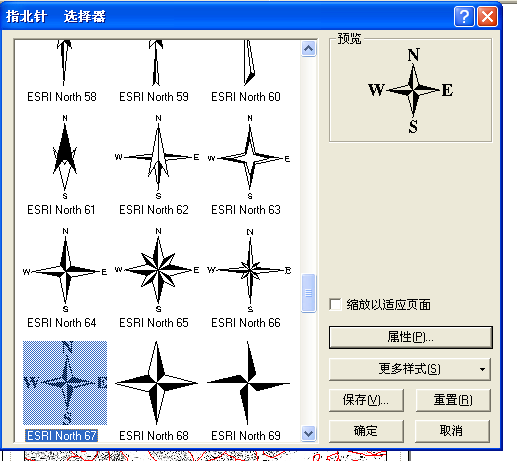 指北针 选择器
ESRI North 58
ESRI North 59
ESRI North 60
N
S
ESRI North 61
N
W E
S
ESRI North 62
N
W E
S
ESRI North 63
N
W E
S
ESRI North 64
N
W E
S
ESRI North 65
N
W E
S
ESRI North 66
N
W E
S
ESRI North 67
ESRI North 68
ESRI North 69
预览
N
W E
S
缩放以适应页面
属性(P)...
更多样式(S)
保存(V)...
重置(R)
确定
取消